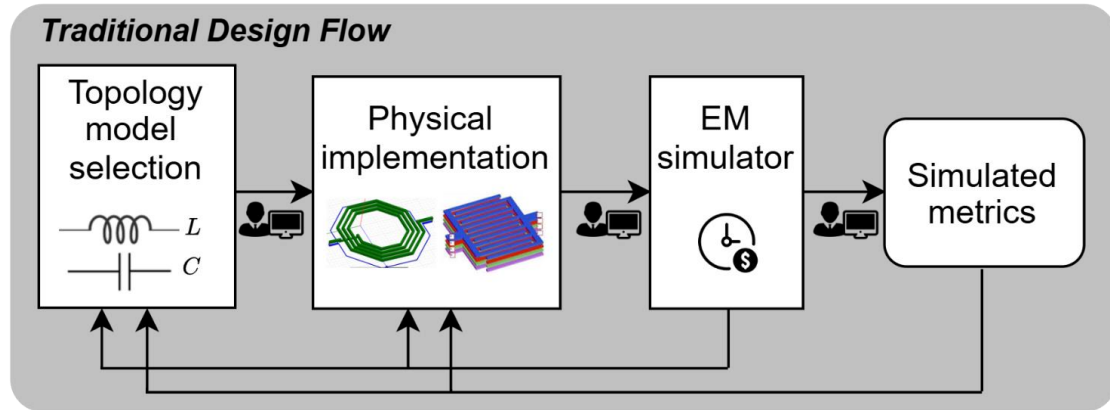 Traditional Design Flow
Topology
model
selection
L
C
Physical
implementation
EM
simulator
$
Simulated
metrics